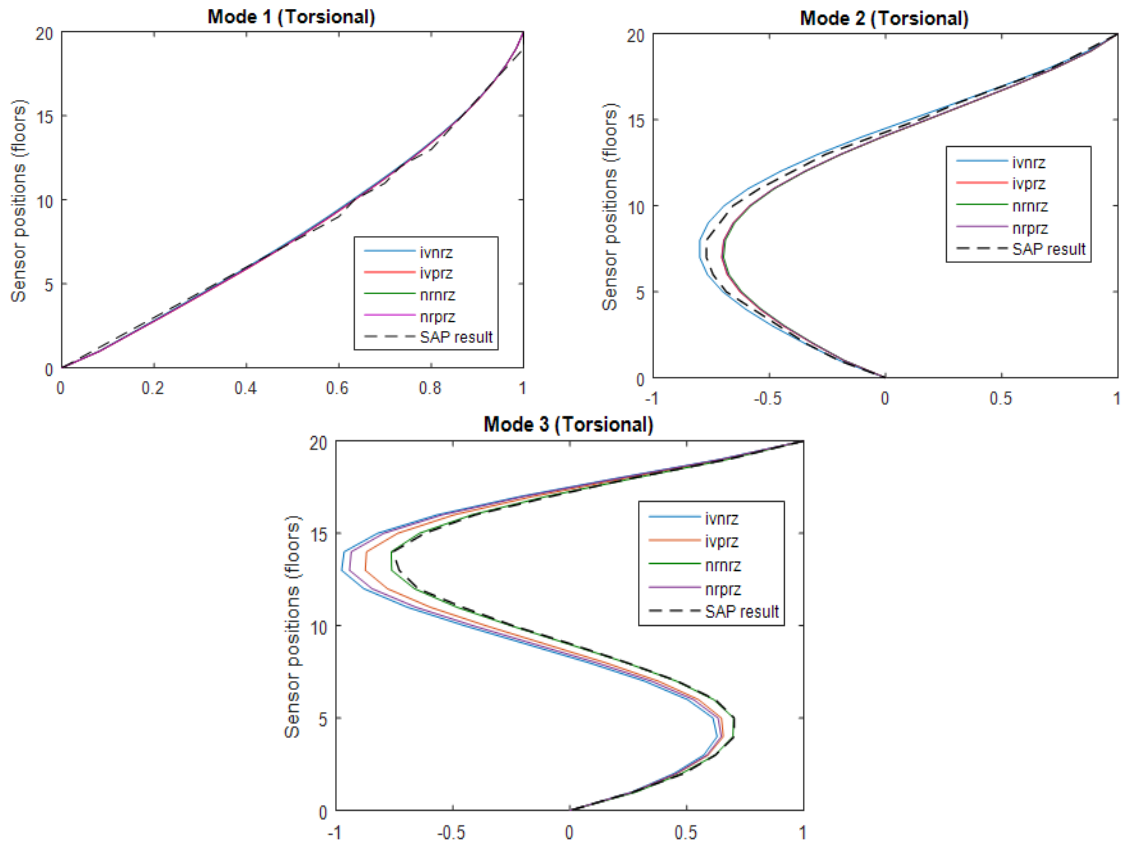 Mode 1 (Torsional)
Sensor positions (floors)
20
15
10
5
0
0 0.2 0.4 0.6 0.8 1
ivnrz
ivprz
nrnrz
nrprz
SAP result
Mode 2 (Torsional)
Sensor positions (floors)
20
15
10
5
0
-1 -0.5 0 0.5 1
ivnrz
ivprz
nrnrz
nrprz
SAP result
Mode 3 (Torsional)
Sensor positions (floors)
20
15
10
5
0
-1 -0.5 0 0.5 1
ivnrz
ivprz
nrnrz
nrprz
SAP result